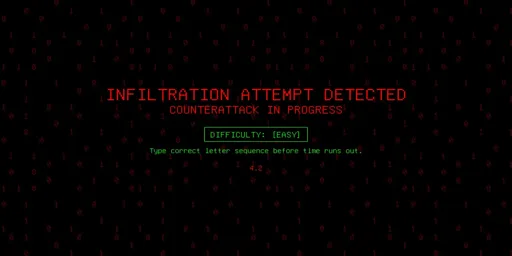 INFILTRATION ATTEMPT DETECTED
COUNTERATTACK IN PROGRESS
DIFFICULTY: [EASY]
Type correct letter sequence before time runs out.
4.2